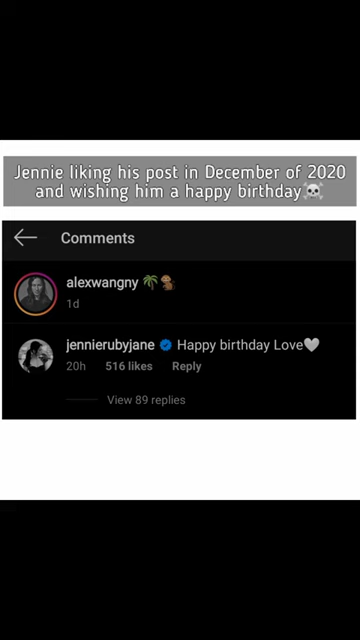 Jennie liking his post in December of 2020
and wishing him a happy birthday☠️
Comments
alexwangny 🌴🐒
1d
jennierubyjane Happy birthday Love🤍
20h 516 likes Reply
View 89 replies